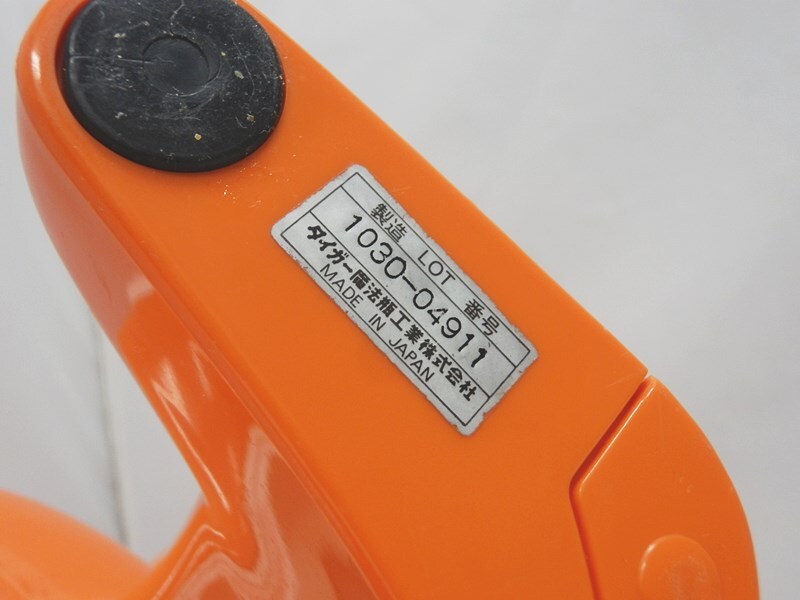 製造 LOT 番号
1030-04911
タイガー魔法瓶工業株式会社
MADE IN JAPAN